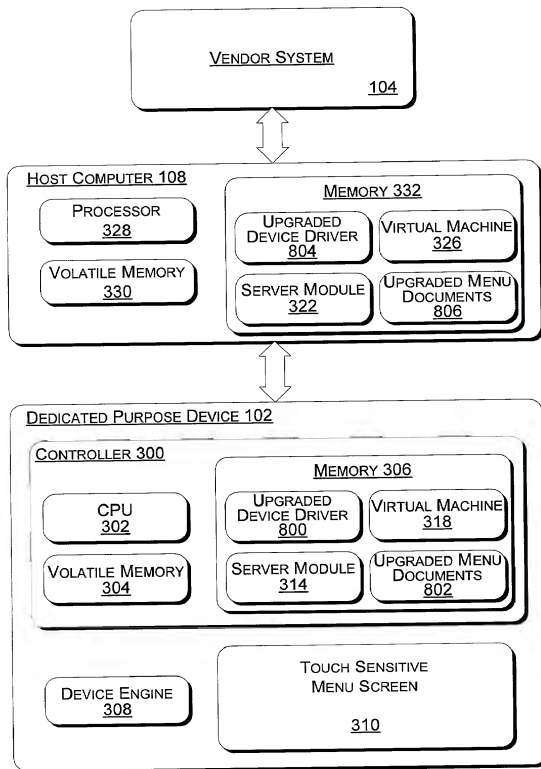 VENDOR SYSTEM
104
HOST COMPUTER 108
PROCESSOR
328
VOLATILE MEMORY
330
MEMORY 332
UPGRADED
DEVICE DRIVER
804
VIRTUAL MACHINE
326
SERVER MODULE
322
UPGRADED MENU
DOCUMENTS
806
DEDICATED PURPOSE DEVICE 102
CONTROLLER 300
CPU
302
VOLATILE MEMORY
304
MEMORY 306
UPGRADED
DEVICE DRIVER
800
VIRTUAL MACHINE
318
SERVER MODULE
314
UPGRADED MENU
DOCUMENTS
802
DEVICE ENGINE
308
TOUCH SENSITIVE
MENU SCREEN
310